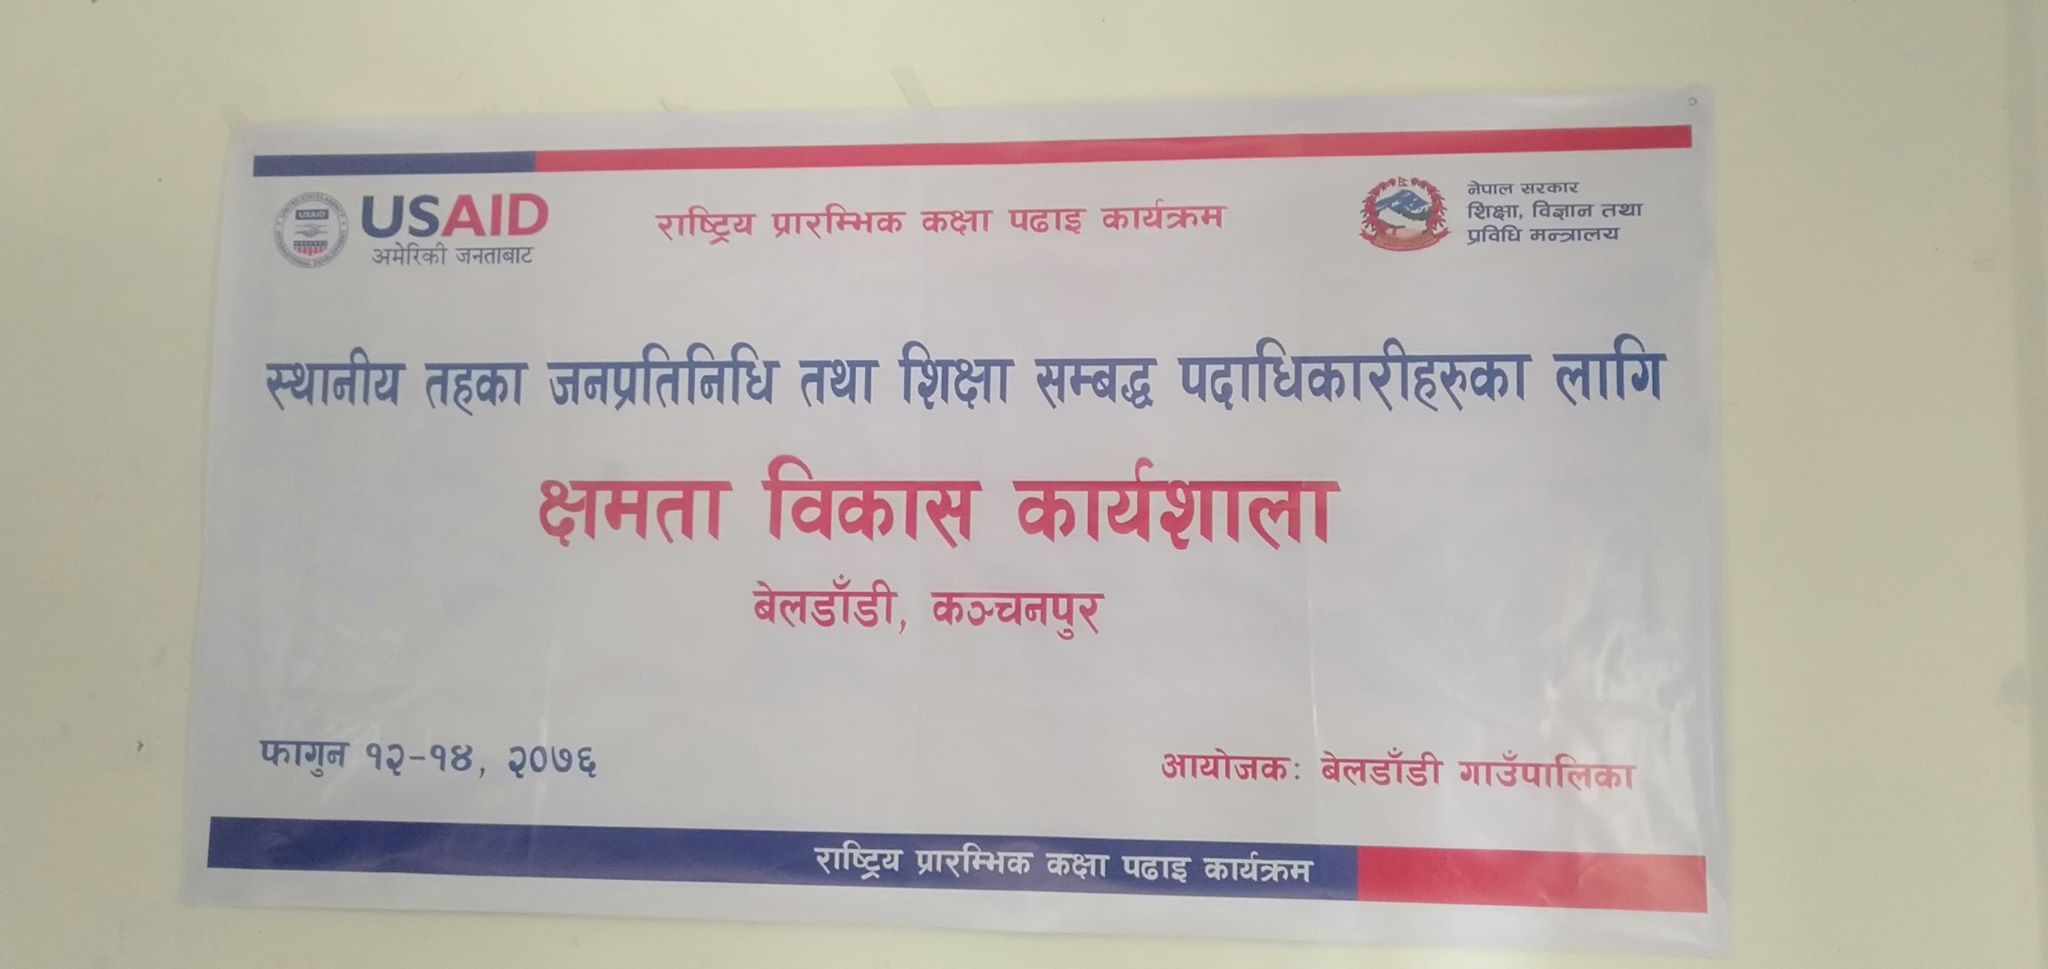 USAID
अमेरिकी जनताबाट
राष्ट्रिय प्रारम्भिक कक्षा पढाइ कार्यक्रम
नेपाल सरकार
शिक्षा, विज्ञान तथा
प्रविधि मन्त्रालय
स्थानीय तहका जनप्रतिनिधि तथा शिक्षा सम्बद्ध पदाधिकारीहरुका लागि
क्षमता विकास कार्यशाला
बेलडाँडी, कञ्चनपुर
फागुन १२-१४, २०७६
आयोजकः बेलडाँडी गाउँपालिका
राष्ट्रिय प्रारम्भिक कक्षा पढाइ कार्यक्रम